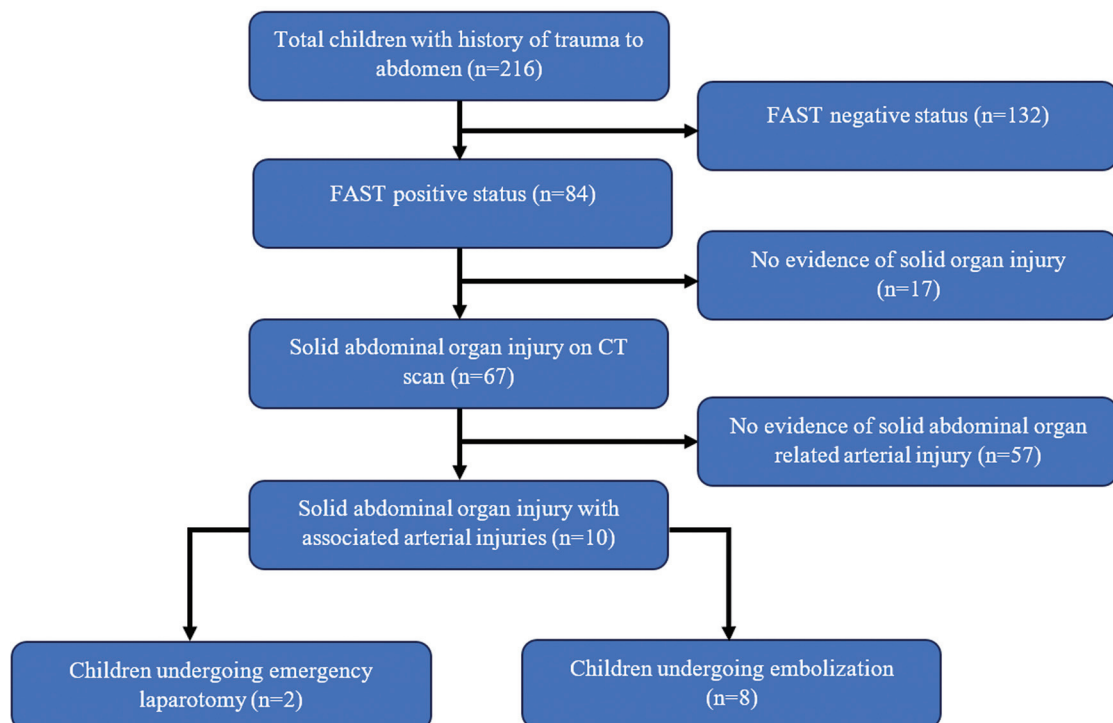 Total children with history of trauma to
abdomen (n=216)
FAST negative status (n=132)
FAST positive status (n=84)
No evidence of solid organ injury
(n=17)
Solid abdominal organ injury on CT
scan (n=67)
No evidence of solid abdominal organ
related arterial injury (n=57)
Solid abdominal organ injury with
associated arterial injuries (n=10)
Children undergoing emergency
laparotomy (n=2)
Children undergoing embolization
(n=8)